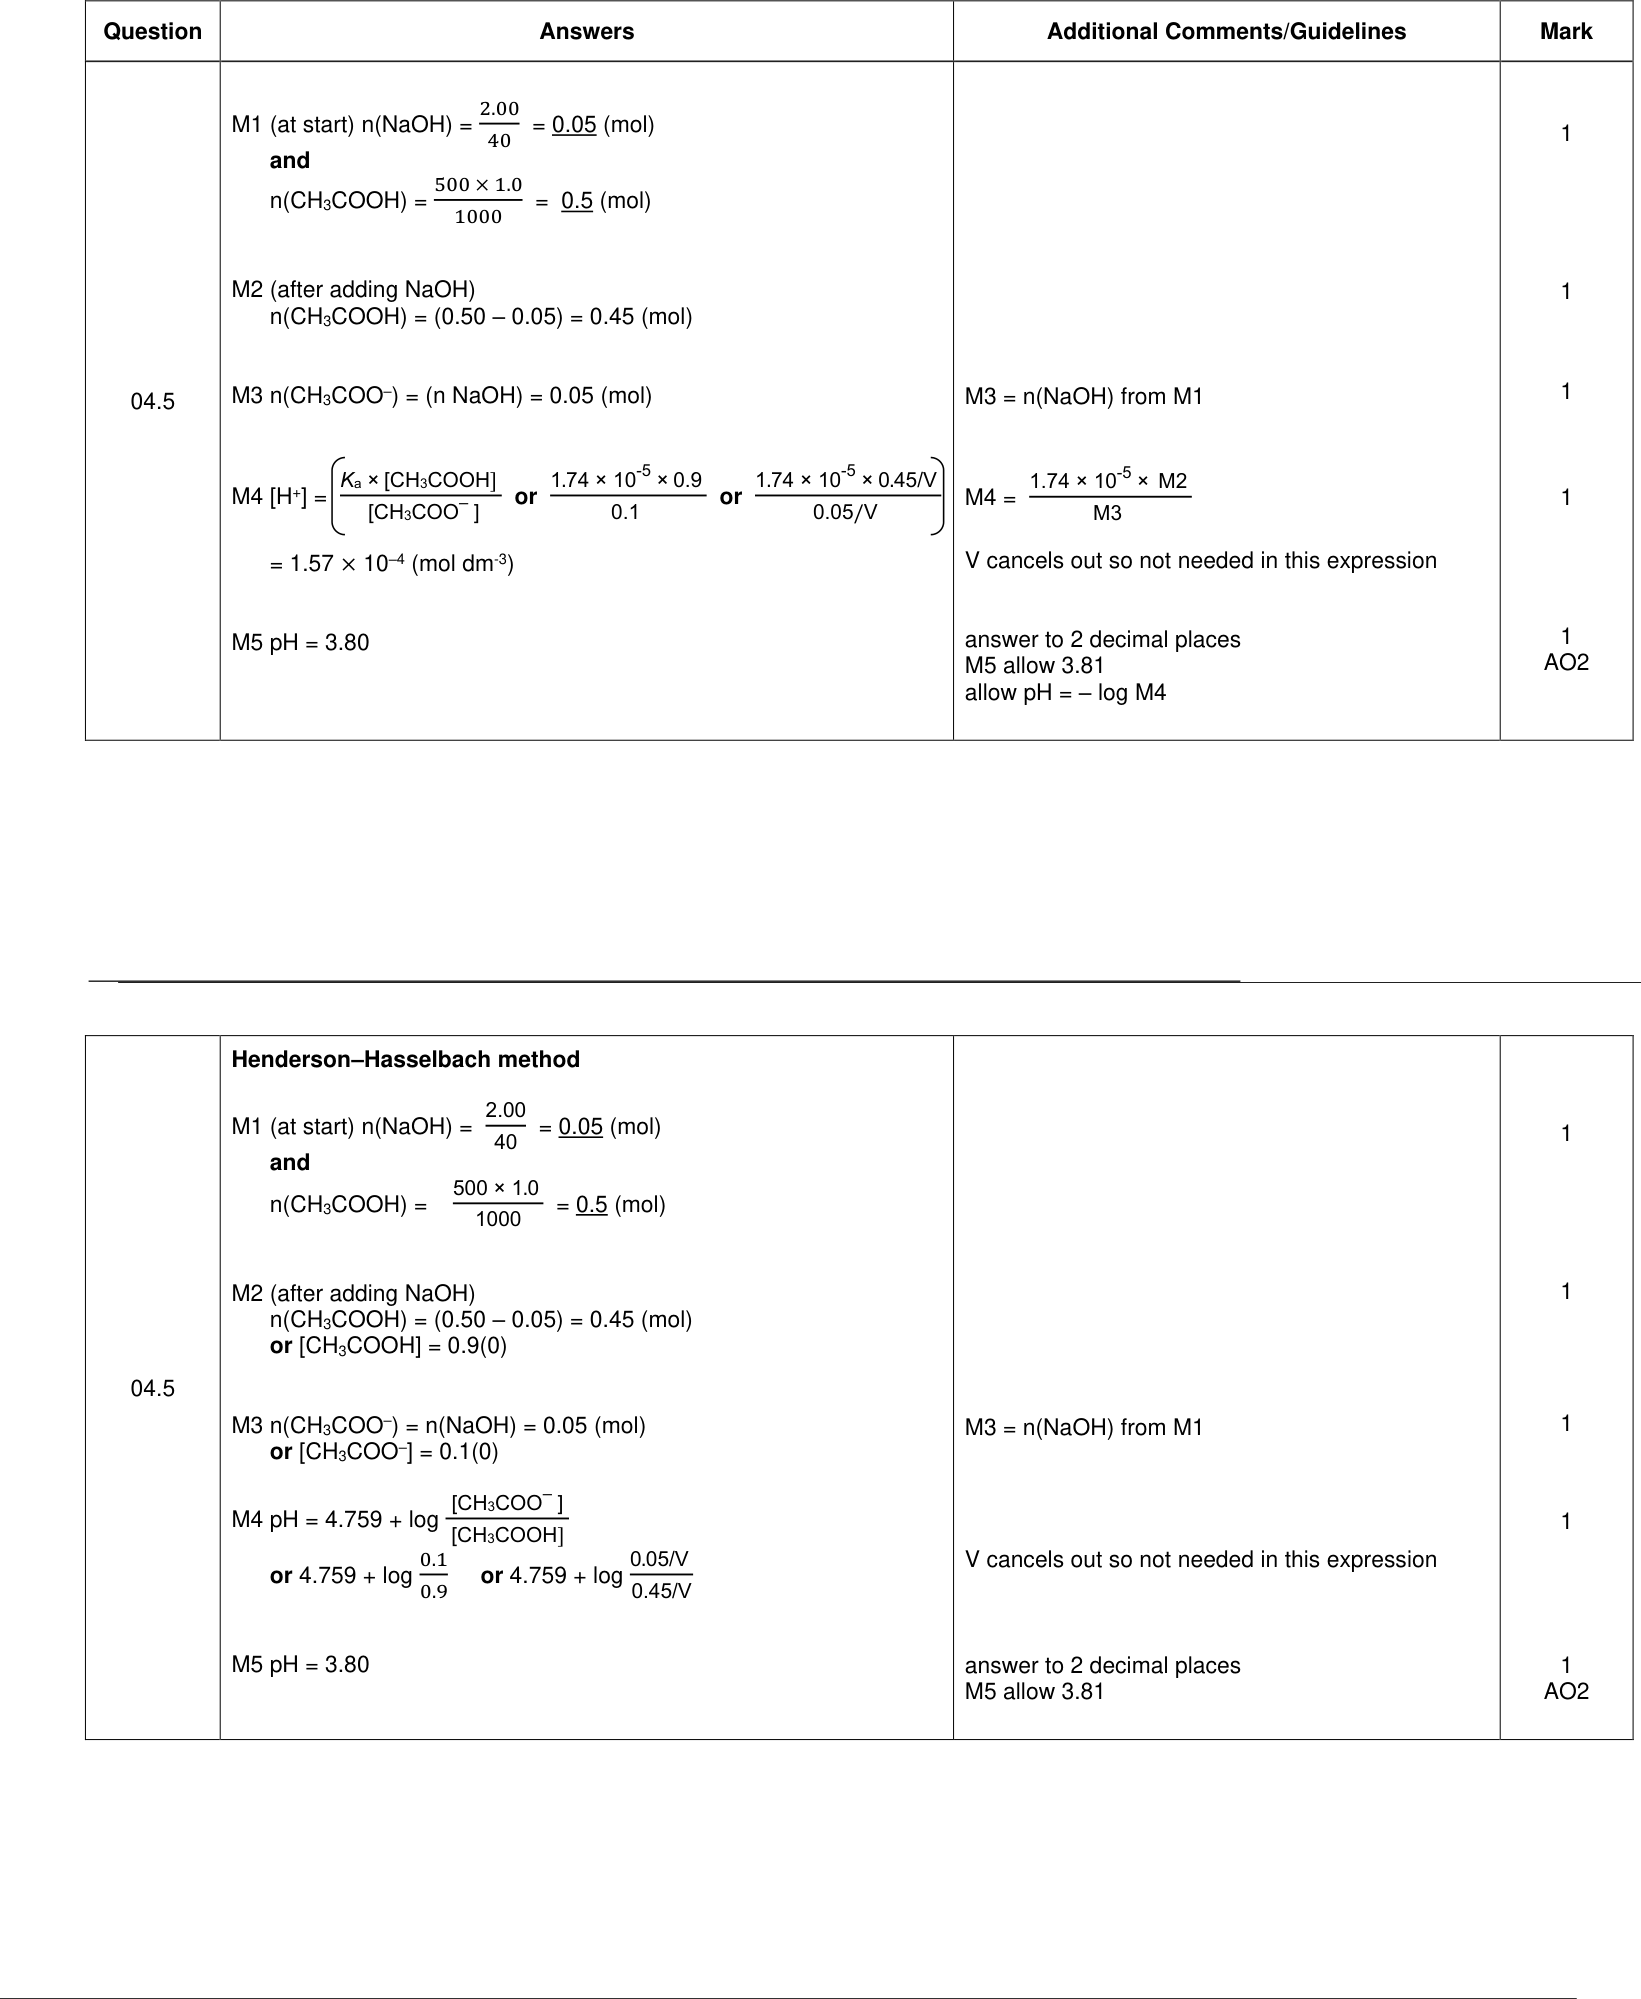 Question Answers Additional Comments/Guidelines Mark
04.5
M1 (at start) n(NaOH) = 2.00/40 = 0.05 (mol) 1
and
n(CH₃COOH) = 500 × 1.0/1000 = 0.5 (mol)
M2 (after adding NaOH) 1
n(CH₃COOH) = (0.50 – 0.05) = 0.45 (mol)
M3 n(CH₃COO⁻) = (n NaOH) = 0.05 (mol) M3 = n(NaOH) from M1 1
M4 [H⁺] = (Kₐ × [CH₃COOH]/[CH₃COO⁻] or 1.74 × 10⁻⁵ × 0.9/0.1 or 1.74 × 10⁻⁵ × 0.45/V / 0.05/V) M4 = 1.74 × 10⁻⁵ × M2/M3 1
= 1.57 × 10⁻⁴ (mol dm⁻³) V cancels out so not needed in this expression
M5 pH = 3.80 answer to 2 decimal places 1
M5 allow 3.81 AO2
allow pH = – log M4
04.5
Henderson–Hasselbach method
M1 (at start) n(NaOH) = 2.00/40 = 0.05 (mol) 1
and
n(CH₃COOH) = 500 × 1.0/1000 = 0.5 (mol)
M2 (after adding NaOH) 1
n(CH₃COOH) = (0.50 – 0.05) = 0.45 (mol)
or [CH₃COOH] = 0.9(0)
M3 n(CH₃COO⁻) = n(NaOH) = 0.05 (mol) M3 = n(NaOH) from M1 1
or [CH₃COO⁻] = 0.1(0)
M4 pH = 4.759 + log [CH₃COO⁻]/[CH₃COOH] 1
V cancels out so not needed in this expression
or 4.759 + log 0.1/0.9 or 4.759 + log 0.05/V / 0.45/V
M5 pH = 3.80 answer to 2 decimal places 1
M5 allow 3.81 AO2